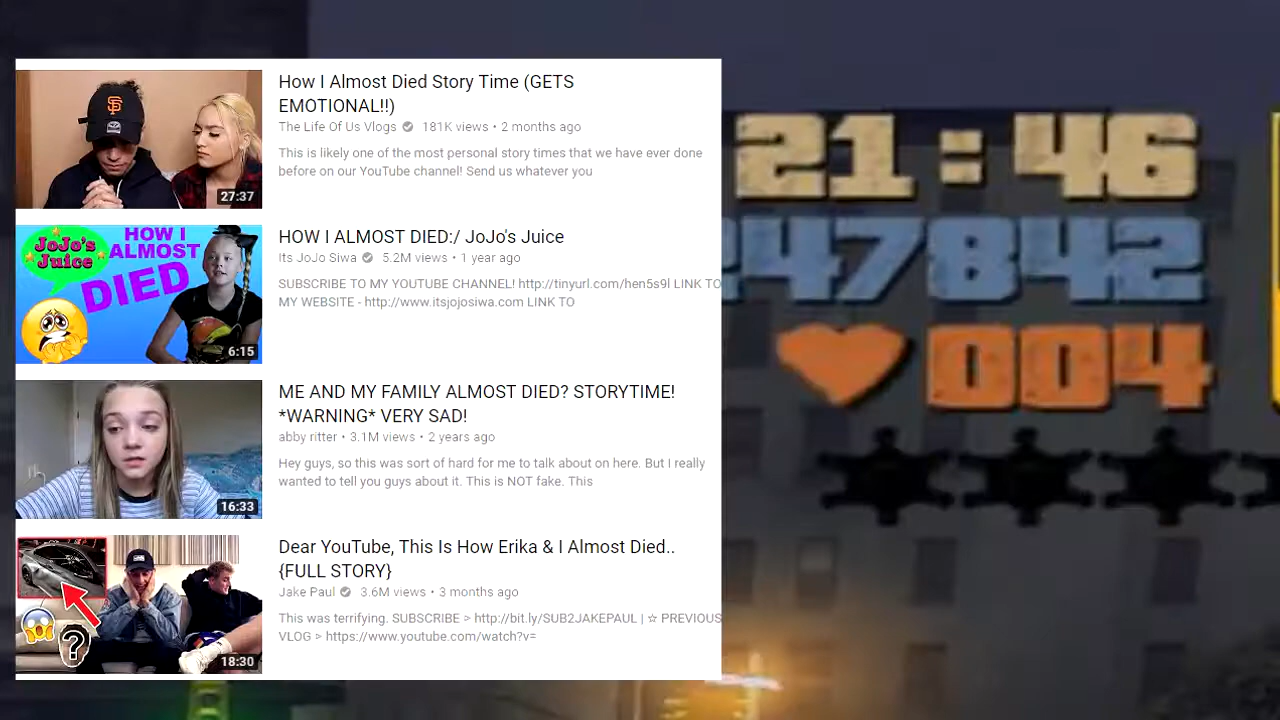 How I Almost Died Story Time (GETS
EMOTIONAL!!)
The Life Of Us Vlogs 181K views • 2 months ago
This is likely one of the most personal story times that we have ever done
before on our YouTube channel! Send us whatever you
27:37
JoJo's
Juice
HOW I
ALMOST
DIED
6:15
HOW I ALMOST DIED:/ JoJo's Juice
Its JoJo Siwa 5.2M views • 1 year ago
SUBSCRIBE TO MY YOUTUBE CHANNEL! http://tinyurl.com/hen5s9l LINK TO
MY WEBSITE - http://www.itsjojosiwa.com LINK TO
ME AND MY FAMILY ALMOST DIED? STORYTIME!
*WARNING* VERY SAD!
abby ritter • 3.1M views • 2 years ago
Hey guys, so this was sort of hard for me to talk about on here. But I really
wanted to tell you guys about it. This is NOT fake. This
16:33
Dear YouTube, This Is How Erika & I Almost Died..
{FULL STORY}
Jake Paul 3.6M views • 3 months ago
This was terrifying. SUBSCRIBE > http://bit.ly/SUB2JAKEPAUL | ☆ PREVIOUS
VLOG > https://www.youtube.com/watch?v=
18:30
21:46
247842
004